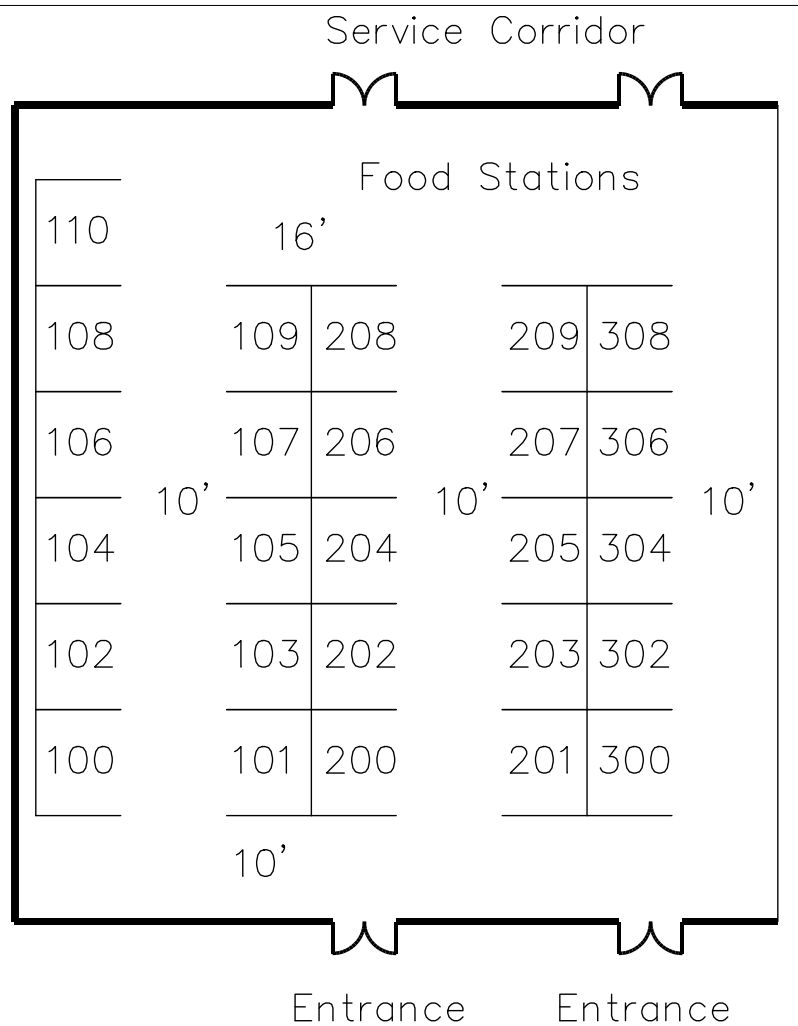 Service Corridor
Food Stations
110
16'
108 109 208 209 308
106 107 206 207 306
10' 10' 10'
104 105 204 205 304
102 103 202 203 302
100 101 200 201 300
10'
Entrance Entrance